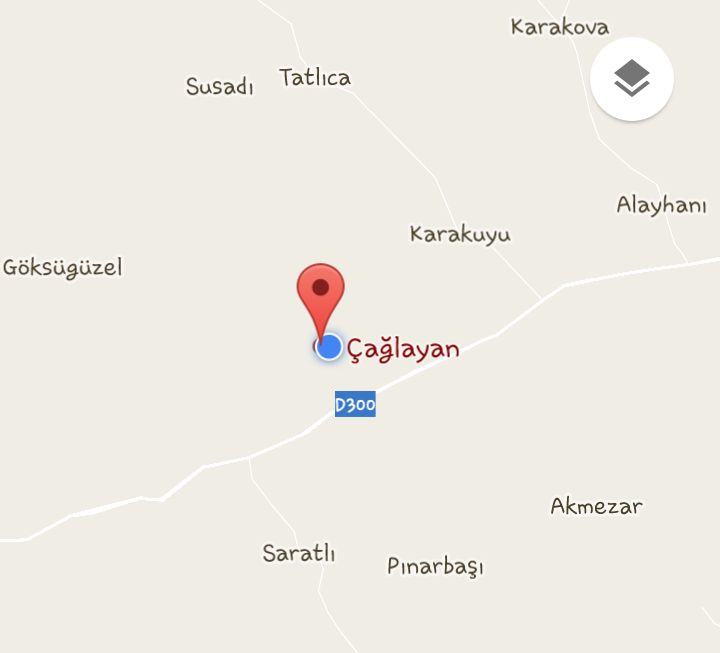 Karakova
Tatlıca
Susadı
Alayhanı
Karakuyu
Göksügüzel
Çağlayan
D300
Akmezar
Saratlı
Pınarbaşı